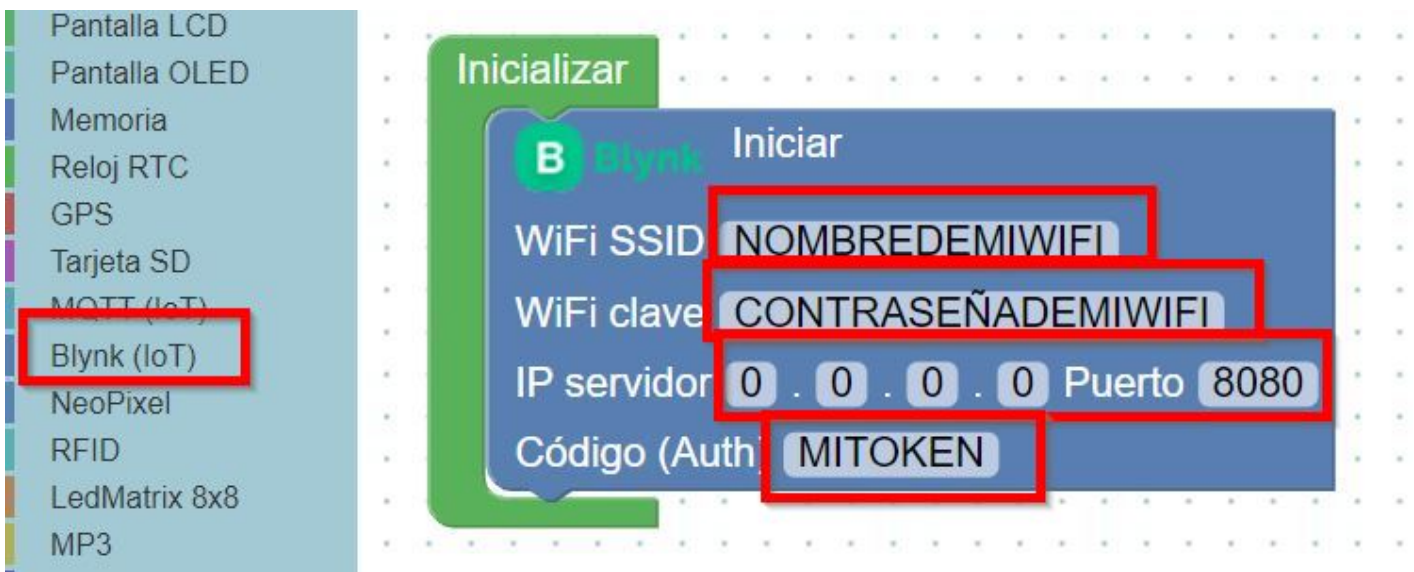 Pantalla LCD
Pantalla OLED
Memoria
Reloj RTC
GPS
Tarjeta SD
MQTT (IoT)
Blynk (IoT)
NeoPixel
RFID
LedMatrix 8x8
MP3
Inicializar
B Blynk Iniciar
WiFi SSID NOMBREDEMIWIFI
WiFi clave CONTRASEÑADEMIWIFI
IP servidor 0 . 0 . 0 . 0 Puerto 8080
Código (Auth) MITOKEN